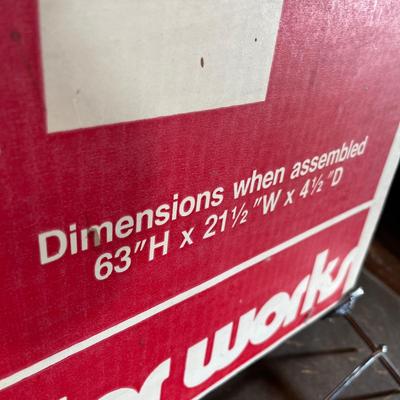 Dimensions when assembled
63"H x 21½"W x 4½"D
works